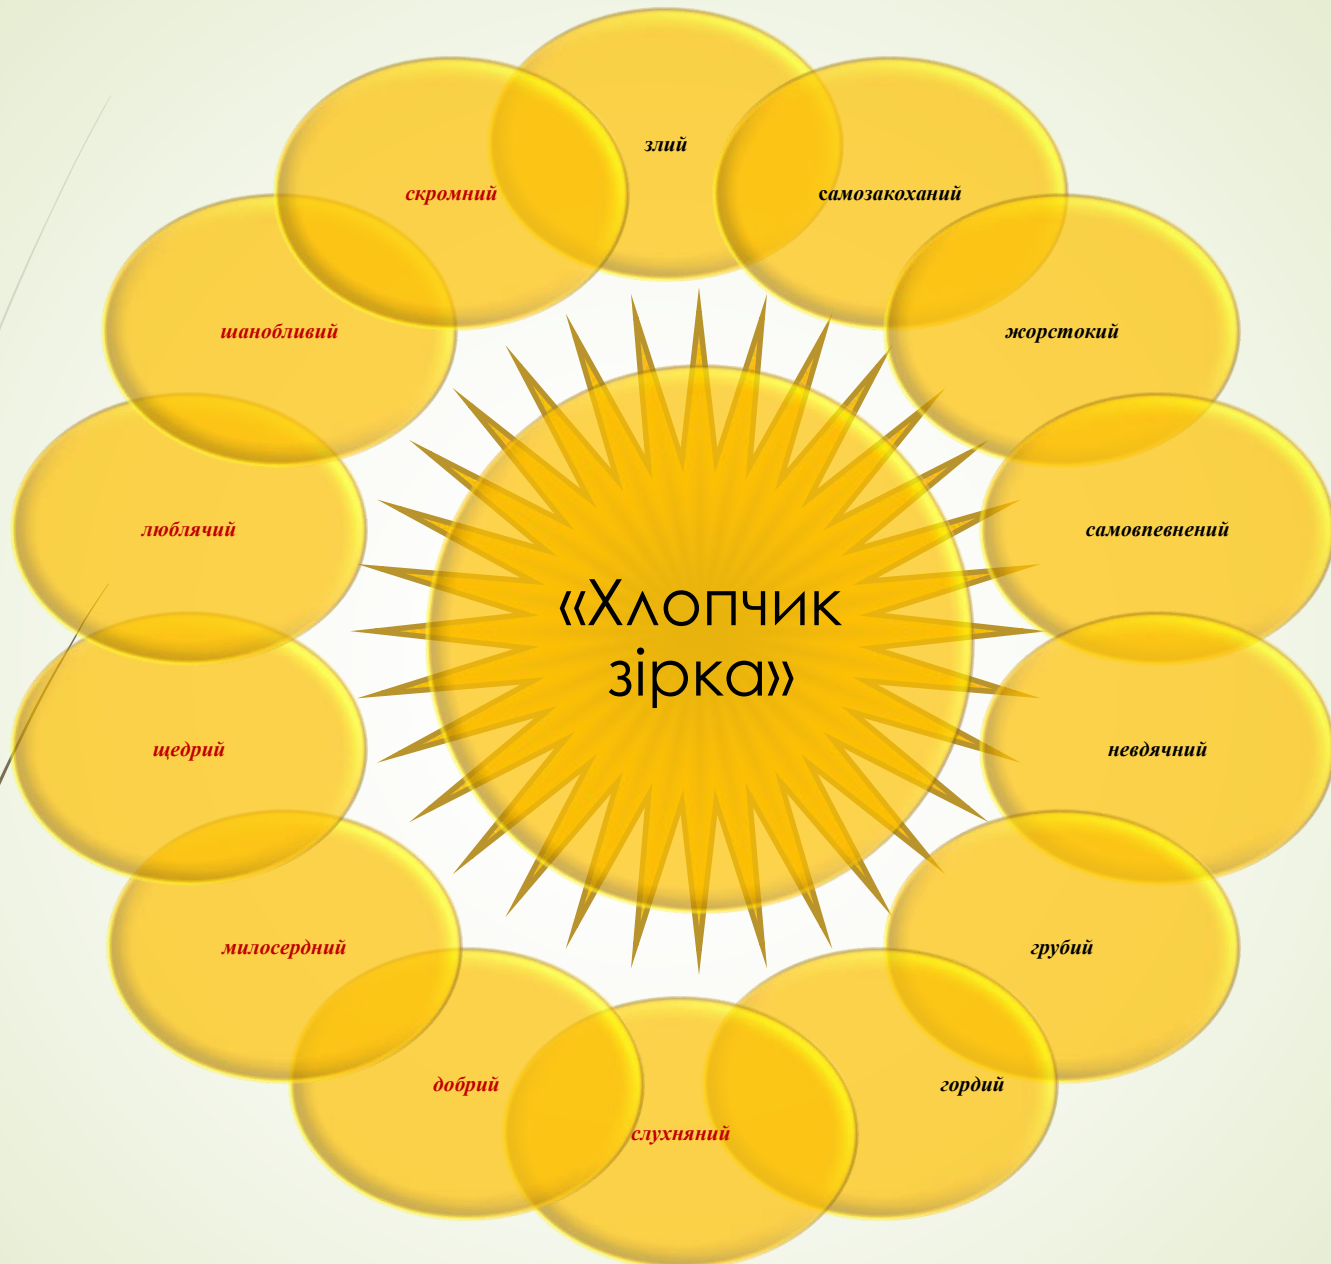 злий
самозакоханий
жорстокий
самовпевнений
невдячний
грубий
гордий
слухняний
добрий
милосердний
щедрий
люблячий
шанобливий
скромний
«Хлопчик
зірка»